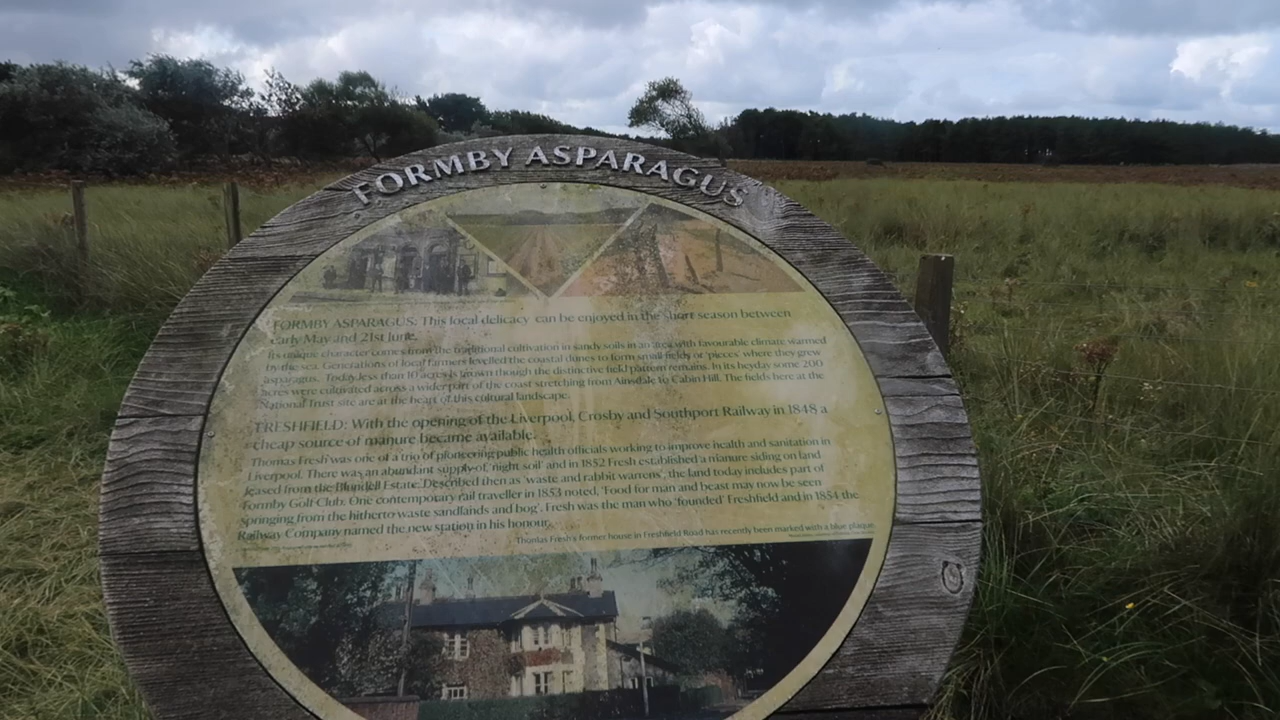 FORMBY ASPARAGUS
FORMBY ASPARAGUS: This local delicacy can be enjoyed in the short season between
early May and 21st June.
Its unique character comes from the traditional cultivation in sandy soils in an area with favourable climate warmed
by the sea. Generations of local farmers levelled the coastal dunes to form small fields or 'pieces' where they grew
asparagus. Today less than 10 acres is grown though the distinctive field pattern remains. In its heyday some 200
acres were cultivated across a wider part of the coast stretching from Ainsdale to Cabin Hill. The fields here at the
National Trust site are at the heart of this cultural landscape.
FRESHFIELD: With the opening of the Liverpool, Crosby and Southport Railway in 1848 a
cheap source of manure became available.
Thomas Fresh was one of a trio of pioneering public health officials working to improve health and sanitation in
Liverpool. There was an abundant supply of 'night soil' and in 1852 Fresh established a manure siding on land
leased from the Blundell Estate. Described then as 'waste and rabbit warrens', the land today includes part of
Formby Golf Club. One contemporary rail traveller in 1853 noted, 'Food for man and beast may now be seen
springing from the hitherto waste sandlands and bog'. Fresh was the man who 'founded' Freshfield and in 1854 the
Railway Company named the new station in his honour.
Thomas Fresh's former house in Freshfield Road has recently been marked with a blue plaque.